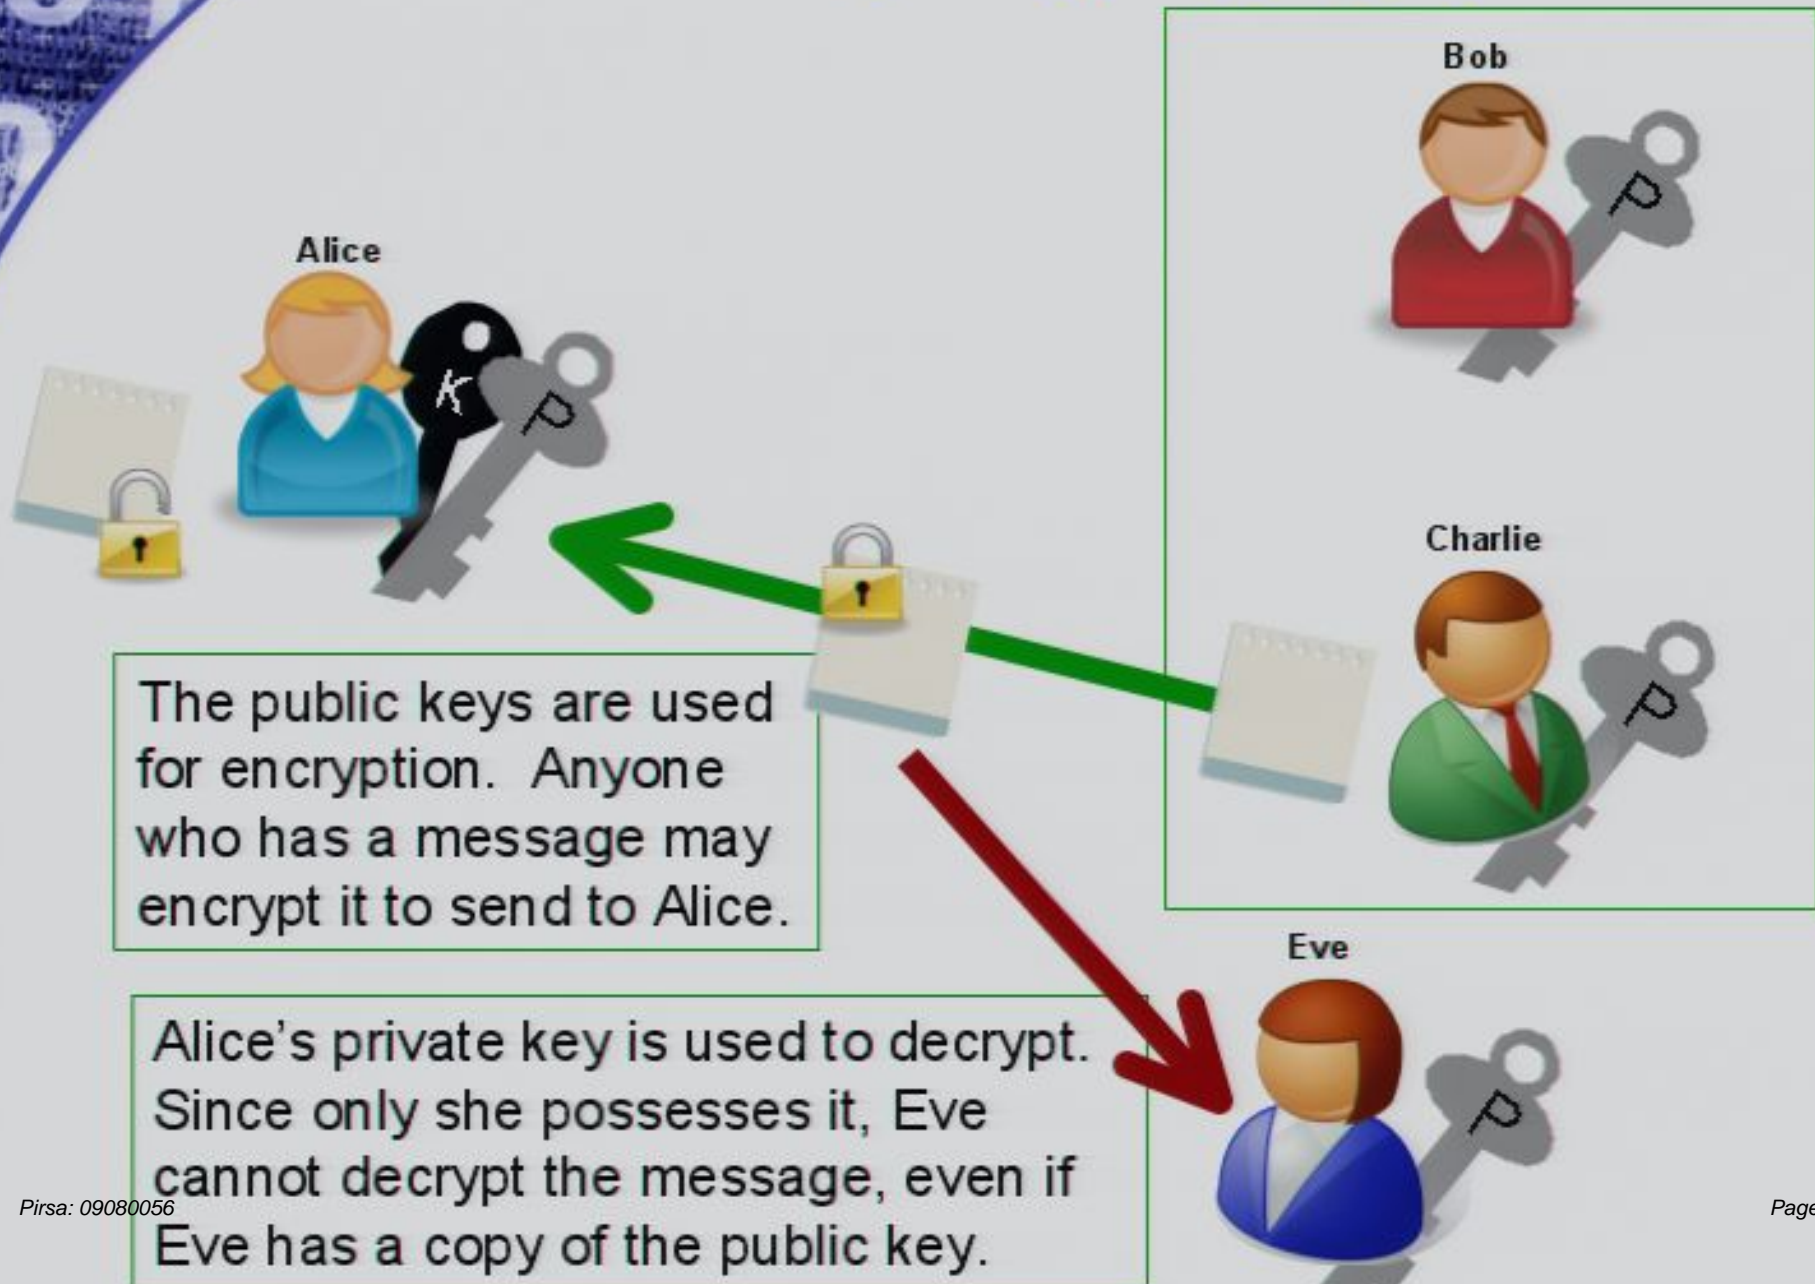 Bob
P
Alice
K
P
Charlie
P
The public keys are used
for encryption.  Anyone
who has a message may
encrypt it to send to Alice.
Eve
P
Alice's private key is used to decrypt.
Since only she possesses it, Eve
cannot decrypt the message, even if
Eve has a copy of the public key.
Pirsa: 09080056
Page